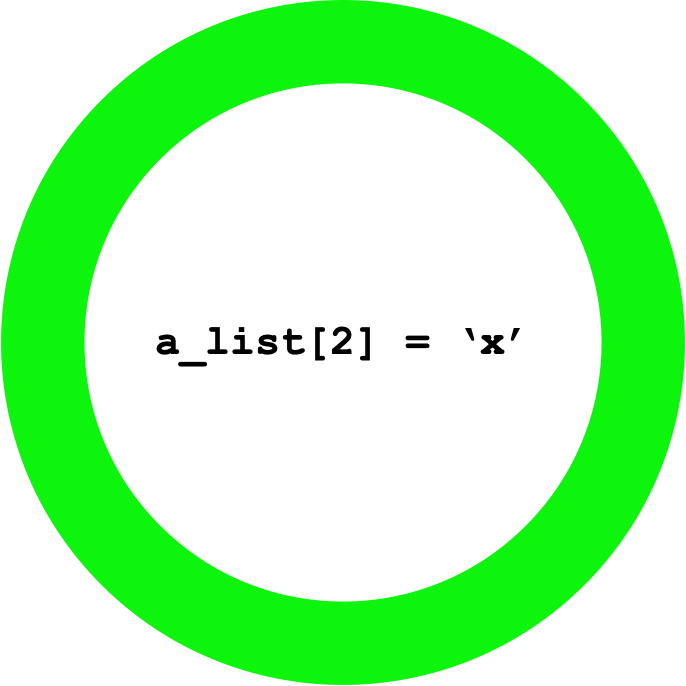 a_list[2] = ‘x’